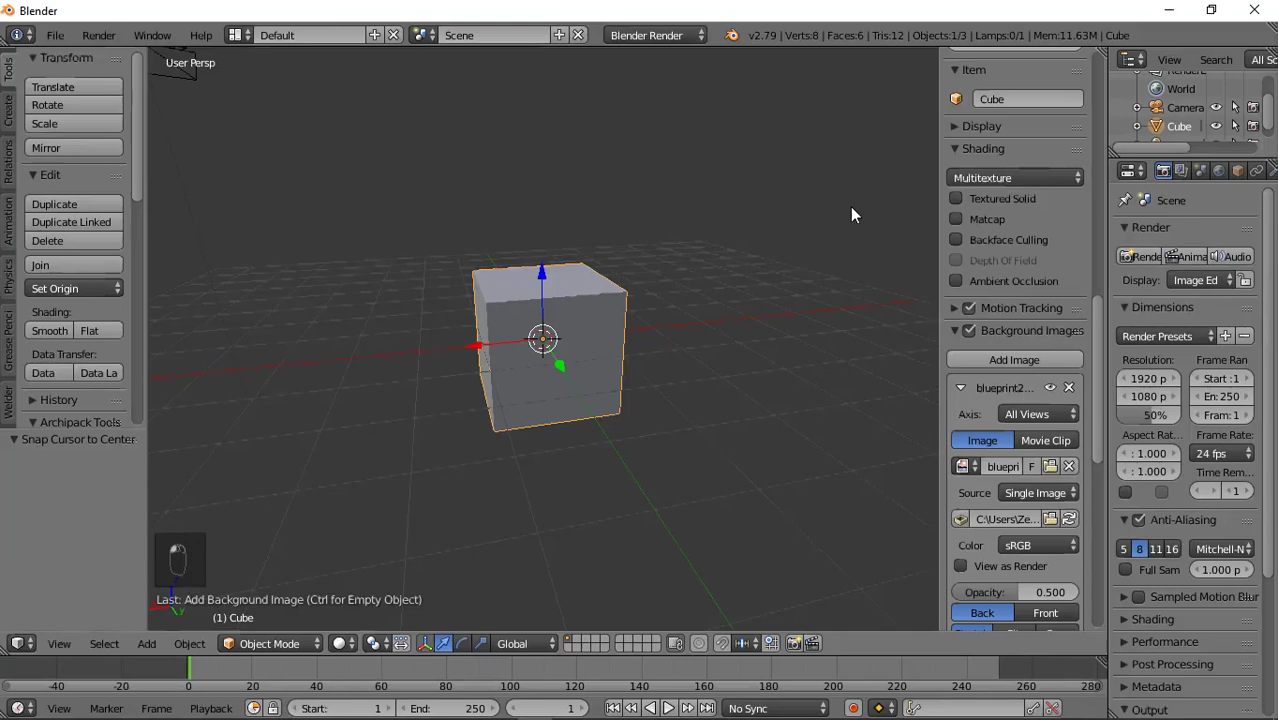 Blender
File Render Window Help Default Scene Blender Render v2.79 | Verts:8 | Faces:6 | Tris:12 | Objects:1/3 | Lamps:0/1 | Mem:11.63M | Cube
Tools
Create
Relations
Animation
Physics
Grease Penci
Welder
Transform
Translate
Rotate
Scale
Mirror
Edit
Duplicate
Duplicate Linked
Delete
Join
Set Origin
Shading:
Smooth Flat
Data Transfer:
Data Data La
History
Archipack Tools
Snap Cursor to Center
User Persp
Last: Add Background Image (Ctrl for Empty Object)
(1) Cube
Item
Cube
Display
Shading
Multitexture
Textured Solid
Matcap
Backface Culling
Depth Of Field
Ambient Occlusion
Motion Tracking
Background Images
Add Image
blueprint2...
Axis: All Views
Image Movie Clip
bluepri F
Source Single Image
C:\Users\Ze...
Color sRGB
View as Render
Opacity: 0.500
Back Front
View Search All Sc
World
Camera
Cube
Scene
Render
Rende Anima Audio
Display: Image Ed
Dimensions
Render Presets
Resolution: Frame Ran
1920 p Start :1
1080 p End: 250
50% Fram: 1
Aspect Rat... Frame Rate:
: 1.000 24 fps
: 1.000 Time Rem...
1
Anti-Aliasing
5 8 11 16 Mitchell-N
Full Sam 1.000 p
Sampled Motion Blur
Shading
Performance
Post Processing
Metadata
Output
View Select Add Object Object Mode Global
-40 -20 0 20 40 60 80 100 120 140 160 180 200 220 240 260 280
View Marker Frame Playback Start: 1 End: 250 1 No Sync